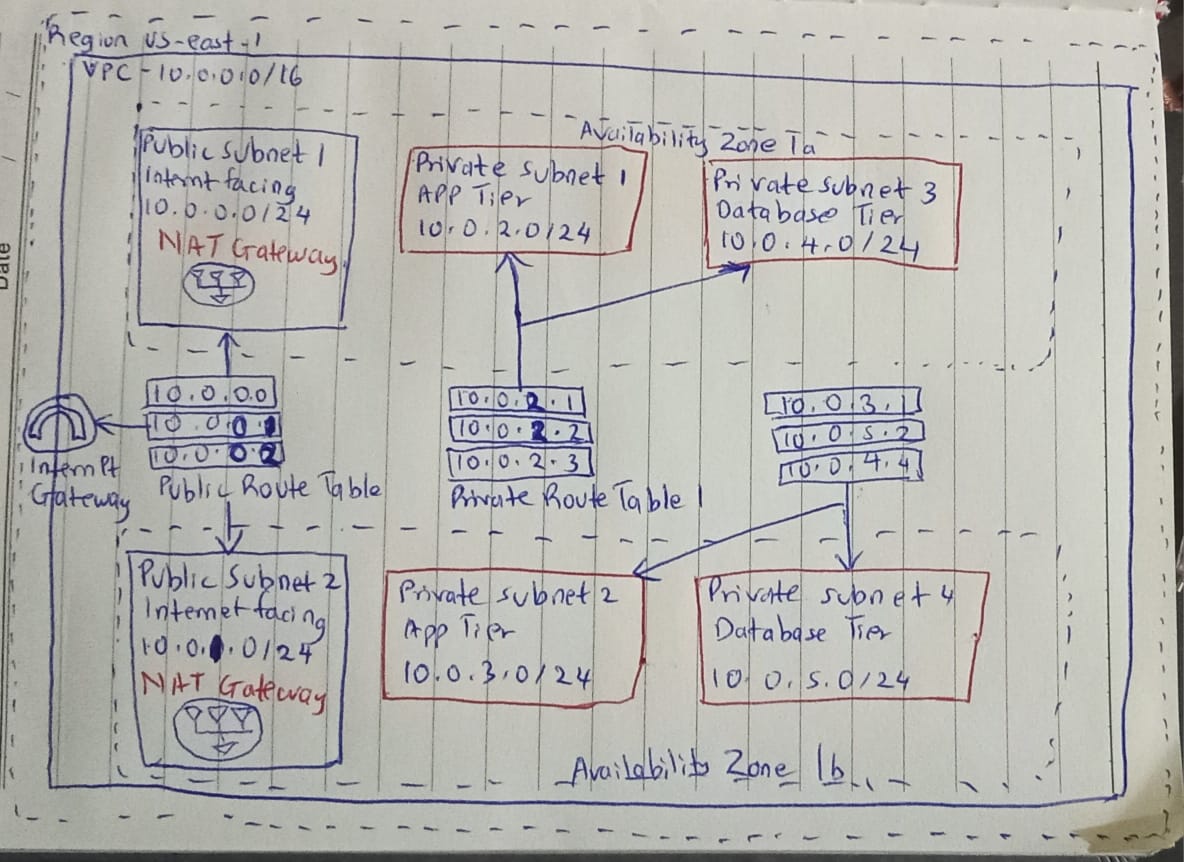 Date
Region us-east-1
VPC - 10.0.0.0/16
Availability Zone 1a
Public subnet 1
Internt facing
10.0.0.0/24
NAT Gateway
Private subnet 1
APP Tier
10.0.2.0/24
Private subnet 3
Database Tier
10.0.4.0/24
10.0.0.0
10.0.0.1
10.0.0.2
Public Route Table
Internet
Gateway
10.0.2.1
10.0.2.2
10.0.2.3
Private Route Table 1
10.0.3.1
10.0.5.2
10.0.4.4
Public Subnet 2
Internet facing
10.0.1.0/24
NAT Gateway
Private subnet 2
App Tier
10.0.3.0/24
Private subnet 4
Database Tier
10.0.5.0/24
Availability Zone 1b